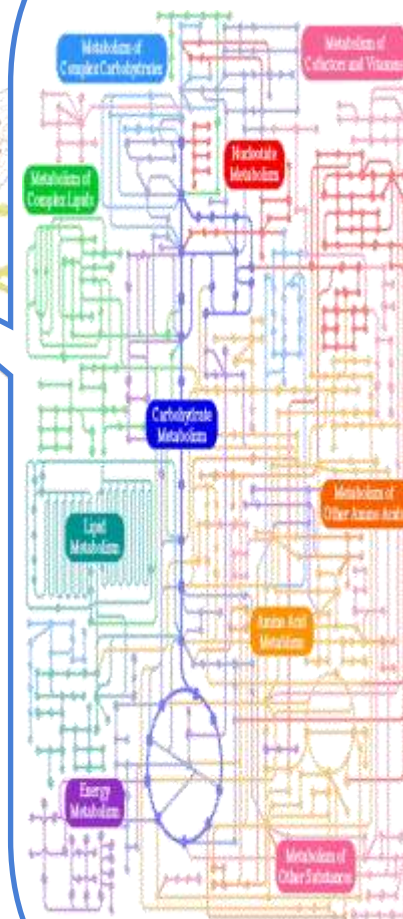 Metabolism of
Complex Carbohydrates
Metabolism of
Cofactors and Vitamins
Nucleotide
Metabolism
Metabolism of
Complex Lipids
Carbohydrate
Metabolism
Metabolism of
Other Amino Acids
Lipid
Metabolism
Amino Acid
Metabolism
Energy
Metabolism
Metabolism of
Other Substances